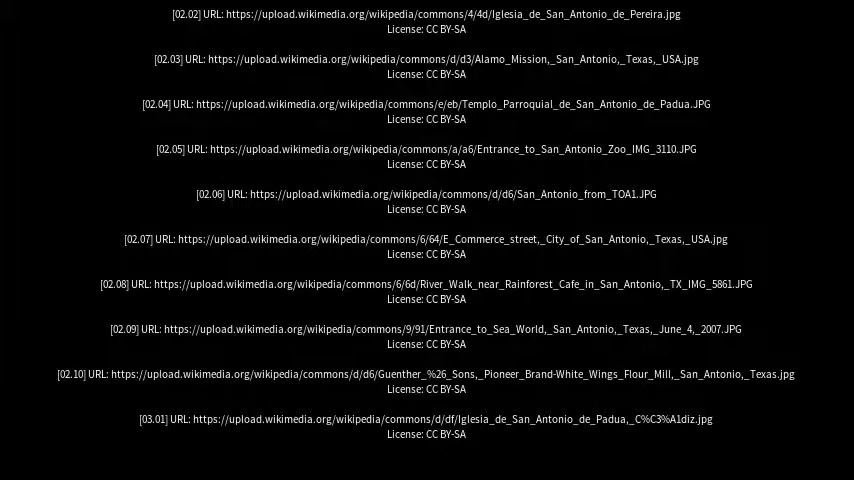 [02.02] URL: https://upload.wikimedia.org/wikipedia/commons/4/4d/Iglesia_de_San_Antonio_de_Pereira.jpg
License: CC BY-SA
[02.03] URL: https://upload.wikimedia.org/wikipedia/commons/d/d3/Alamo_Mission,_San_Antonio,_Texas,_USA.jpg
License: CC BY-SA
[02.04] URL: https://upload.wikimedia.org/wikipedia/commons/e/eb/Templo_Parroquial_de_San_Antonio_de_Padua.JPG
License: CC BY-SA
[02.05] URL: https://upload.wikimedia.org/wikipedia/commons/a/a6/Entrance_to_San_Antonio_Zoo_IMG_3110.JPG
License: CC BY-SA
[02.06] URL: https://upload.wikimedia.org/wikipedia/commons/d/d6/San_Antonio_from_TOA1.JPG
License: CC BY-SA
[02.07] URL: https://upload.wikimedia.org/wikipedia/commons/6/64/E_Commerce_street,_City_of_San_Antonio,_Texas,_USA.jpg
License: CC BY-SA
[02.08] URL: https://upload.wikimedia.org/wikipedia/commons/6/6d/River_Walk_near_Rainforest_Cafe_in_San_Antonio,_TX_IMG_5861.JPG
License: CC BY-SA
[02.09] URL: https://upload.wikimedia.org/wikipedia/commons/9/91/Entrance_to_Sea_World,_San_Antonio,_Texas,_June_4,_2007.JPG
License: CC BY-SA
[02.10] URL: https://upload.wikimedia.org/wikipedia/commons/d/d6/Guenther_%26_Sons,_Pioneer_Brand-White_Wings_Flour_Mill,_San_Antonio,_Texas.jpg
License: CC BY-SA
[03.01] URL: https://upload.wikimedia.org/wikipedia/commons/d/df/Iglesia_de_San_Antonio_de_Padua,_C%C3%A1diz.jpg
License: CC BY-SA